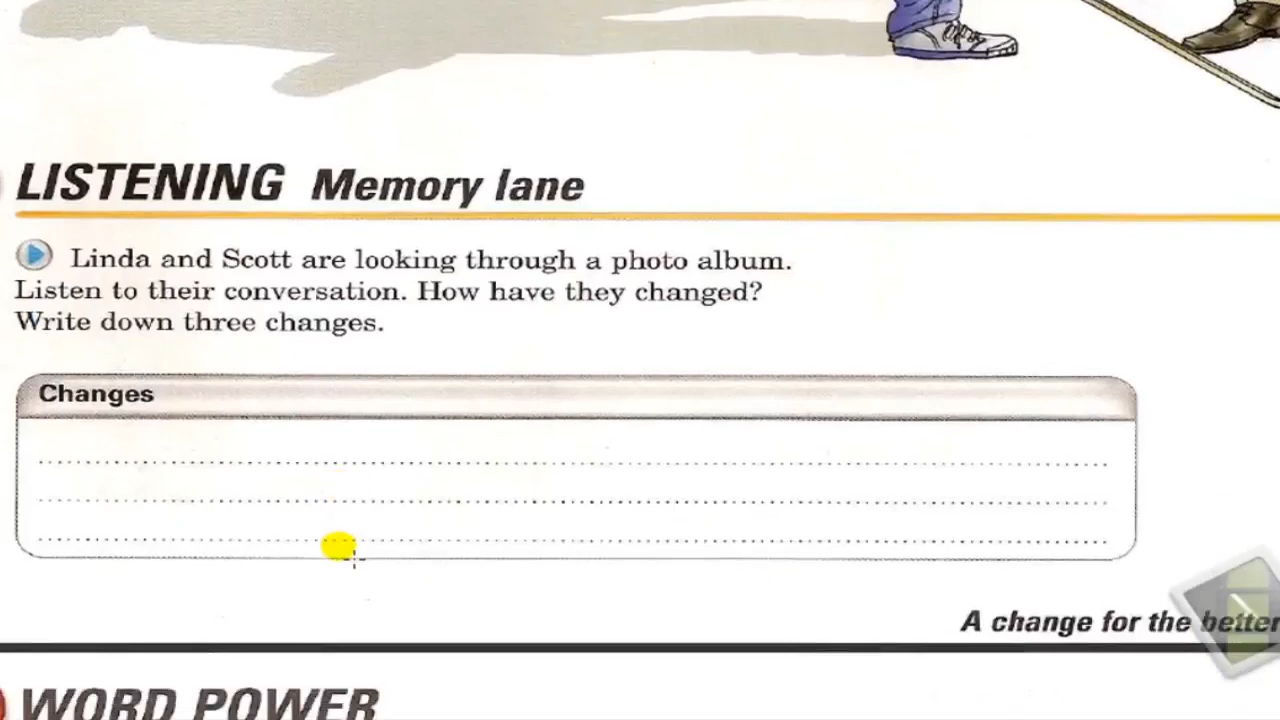 LISTENING Memory lane
Linda and Scott are looking through a photo album.
Listen to their conversation. How have they changed?
Write down three changes.
Changes
A change for the better
WORD POWER